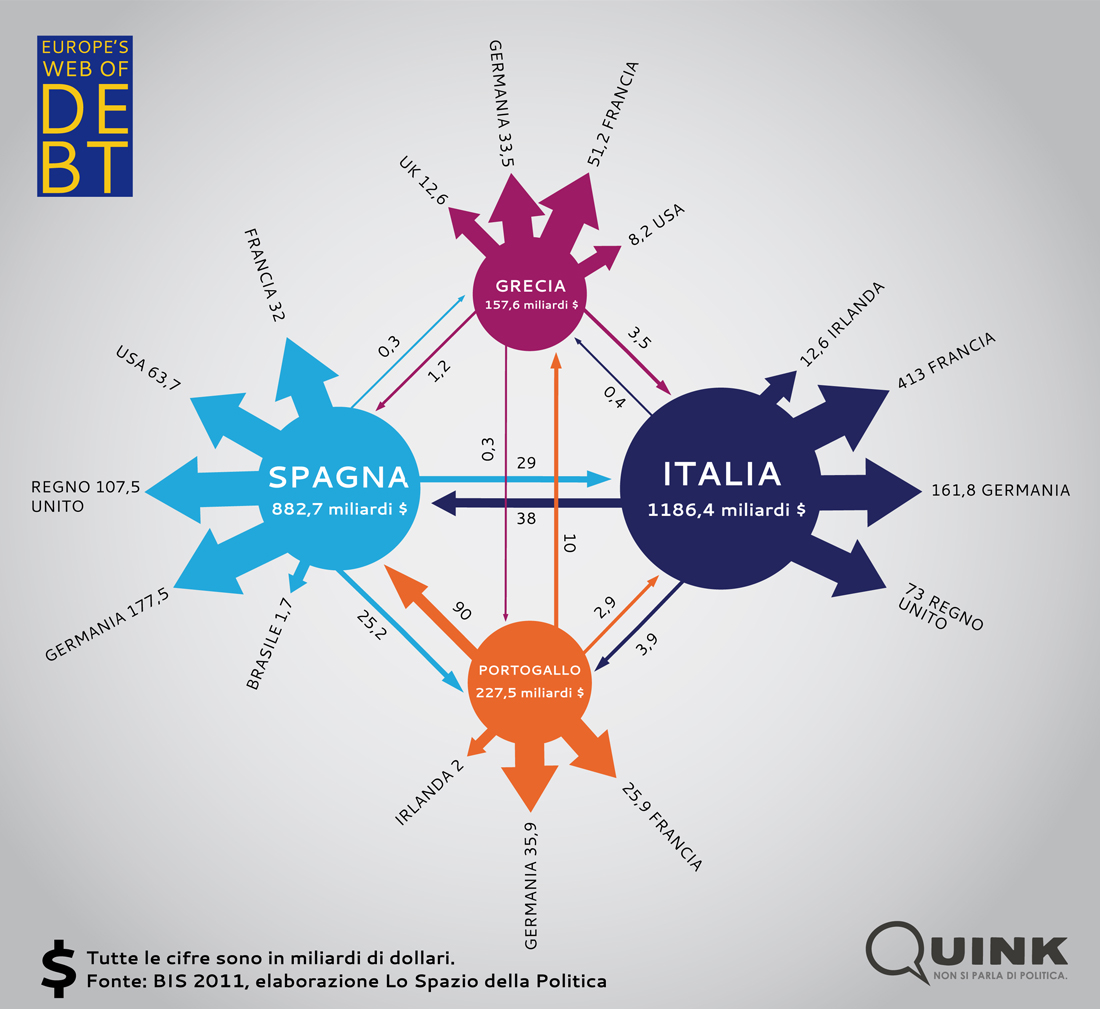 EUROPE'S
WEB OF
DE
BT
GERMANIA 33,5
51,2 FRANCIA
UK 12,6
8,2 USA
GRECIA
157,6 miliardi $
FRANCIA 32
USA 63,7
REGNO 107,5
UNITO
GERMANIA 177,5
BRASILE 1,7
SPAGNA
882,7 miliardi $
0,3
1,2
3,5
0,4
0,3
29
38
10
12,6 IRLANDA
413 FRANCIA
161,8 GERMANIA
73 REGNO
UNITO
ITALIA
1186,4 miliardi $
25,2
90
2,9
3,9
PORTOGALLO
227,5 miliardi $
IRLANDA 2
GERMANIA 35,9
25,9 FRANCIA
$
Tutte le cifre sono in miliardi di dollari.
Fonte: BIS 2011, elaborazione Lo Spazio della Politica
QUINK
NON SI PARLA DI POLITICA.